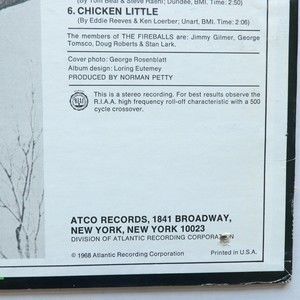 (By Tom Beal & Steve Raehl; Dundee, BMI. Time: 2:50)
6. CHICKEN LITTLE
(By Eddie Reeves & Ken Loerber; Unart, BMI. Time: 2:06)
The members of THE FIREBALLS are: Jimmy Gilmer, George
Tomsco, Doug Roberts & Stan Lark.
Cover photo: George Rosenblatt
Album design: Loring Eutemey
PRODUCED BY NORMAN PETTY
This is a stereo recording. For best results observe the
R.I.A.A. high frequency roll-off characteristic with a 500
cycle crossover.
ATCO RECORDS, 1841 BROADWAY,
NEW YORK, NEW YORK 10023
DIVISION OF ATLANTIC RECORDING CORPORATION
© 1968 Atlantic Recording Corporation
Printed in U.S.A.